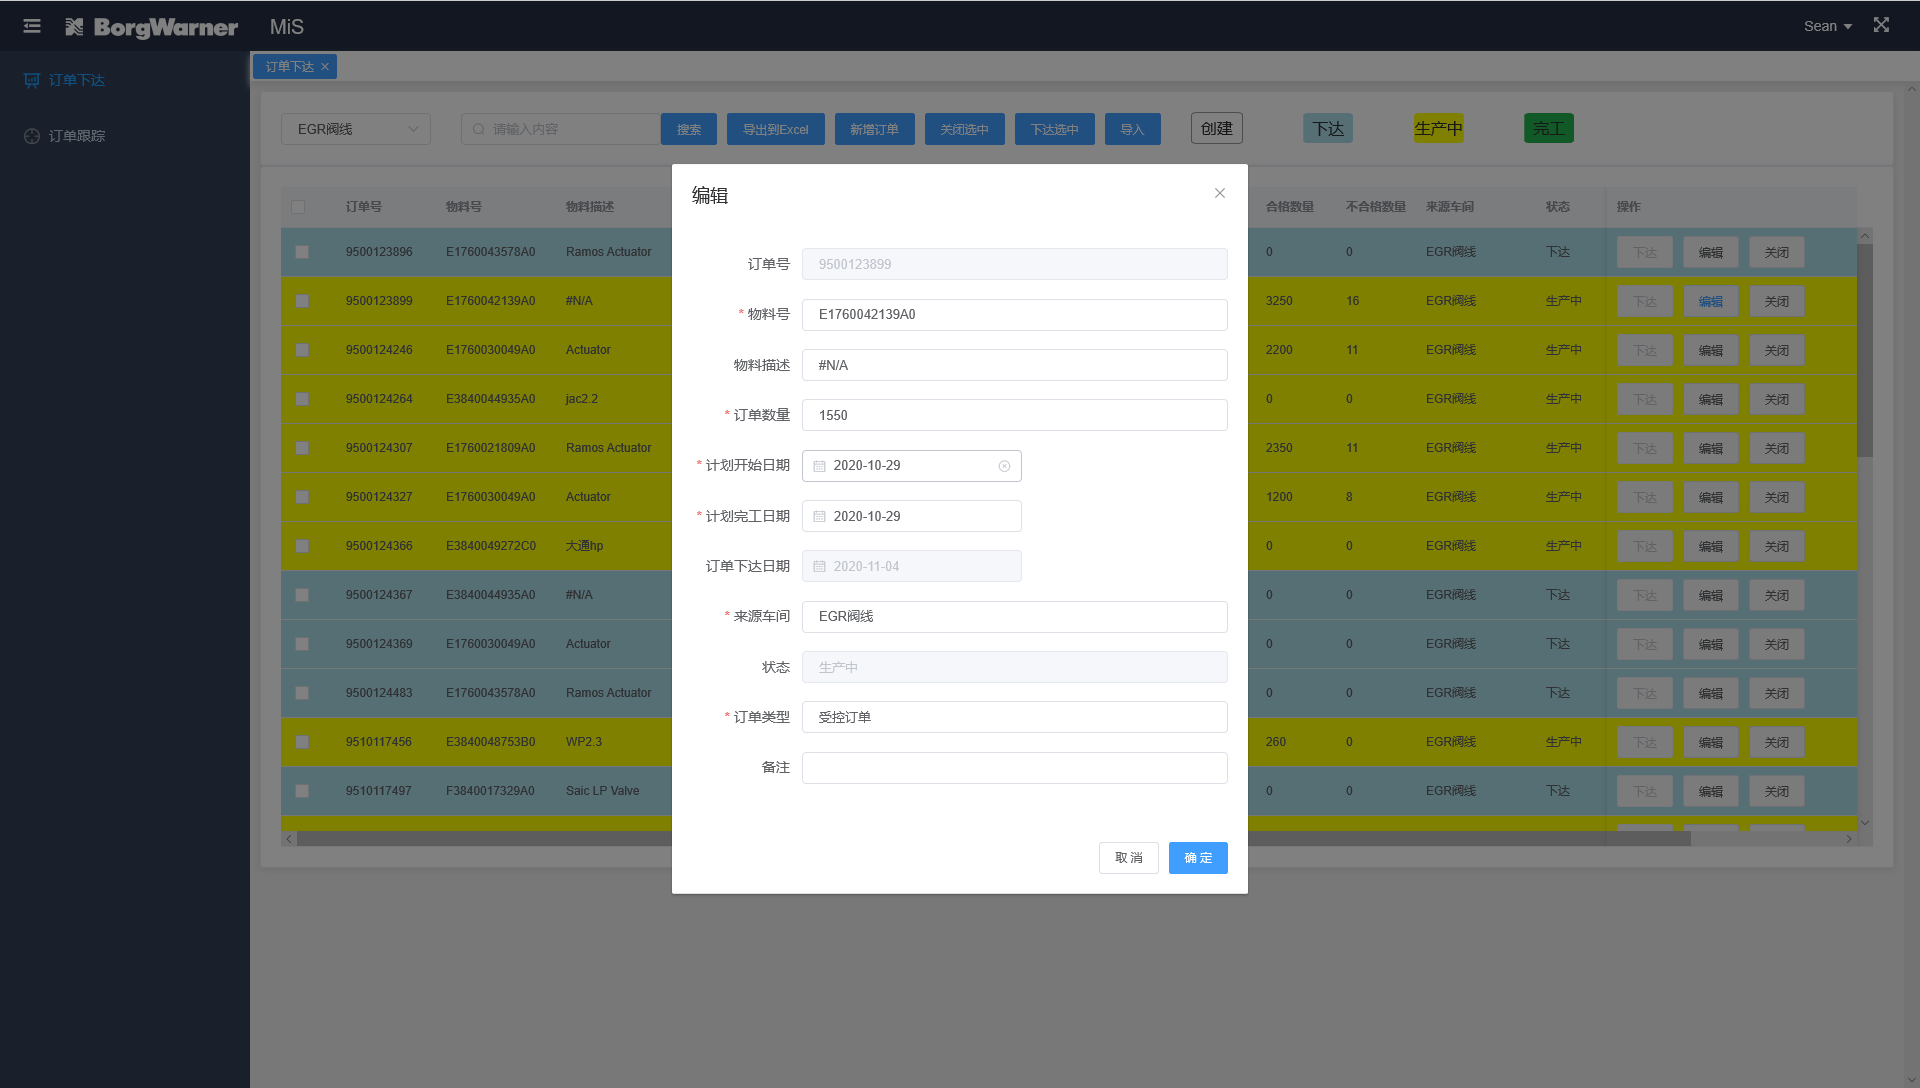 BorgWarner MiS Sean
订单下达
订单跟踪
订单下达
EGR阀线 请输入内容 搜索 导出到Excel 新增订单 关闭选中 下达选中 导入 创建 下达 生产中 完工
订单号 物料号 物料描述 合格数量 不合格数量 来源车间 状态 操作
9500123896 E1760043578A0 Ramos Actuator 0 0 EGR阀线 下达 下达 编辑 关闭
9500123899 E1760042139A0 #N/A 3250 16 EGR阀线 生产中 下达 编辑 关闭
9500124246 E1760030049A0 Actuator 2200 11 EGR阀线 生产中 下达 编辑 关闭
9500124264 E3840044935A0 jac2.2 0 0 EGR阀线 生产中 下达 编辑 关闭
9500124307 E1760021809A0 Ramos Actuator 2350 11 EGR阀线 生产中 下达 编辑 关闭
9500124327 E1760030049A0 Actuator 1200 8 EGR阀线 生产中 下达 编辑 关闭
9500124366 E3840049272C0 大通hp 0 0 EGR阀线 生产中 下达 编辑 关闭
9500124367 E3840044935A0 #N/A 0 0 EGR阀线 下达 下达 编辑 关闭
9500124369 E1760030049A0 Actuator 0 0 EGR阀线 下达 下达 编辑 关闭
9500124483 E1760043578A0 Ramos Actuator 0 0 EGR阀线 下达 下达 编辑 关闭
9510117456 E3840048753B0 WP2.3 260 0 EGR阀线 生产中 下达 编辑 关闭
9510117497 F3840017329A0 Saic LP Valve 0 0 EGR阀线 下达 下达 编辑 关闭
编辑
订单号 9500123899
* 物料号 E1760042139A0
物料描述 #N/A
* 订单数量 1550
* 计划开始日期 2020-10-29
* 计划完工日期 2020-10-29
订单下达日期 2020-11-04
* 来源车间 EGR阀线
状态 生产中
* 订单类型 受控订单
备注
取消 确定